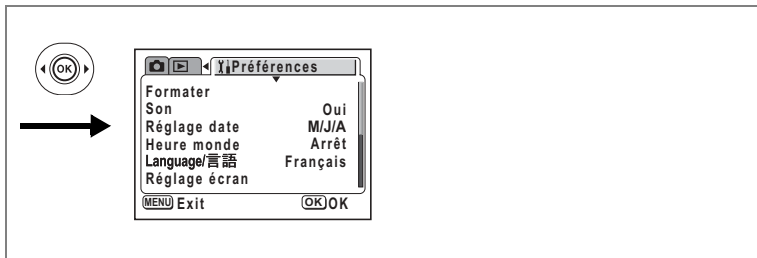 OK
Préférences
Formater
Son Oui
Réglage date M/J/A
Heure monde Arrêt
Language/言語 Français
Réglage écran
MENU Exit OK OK